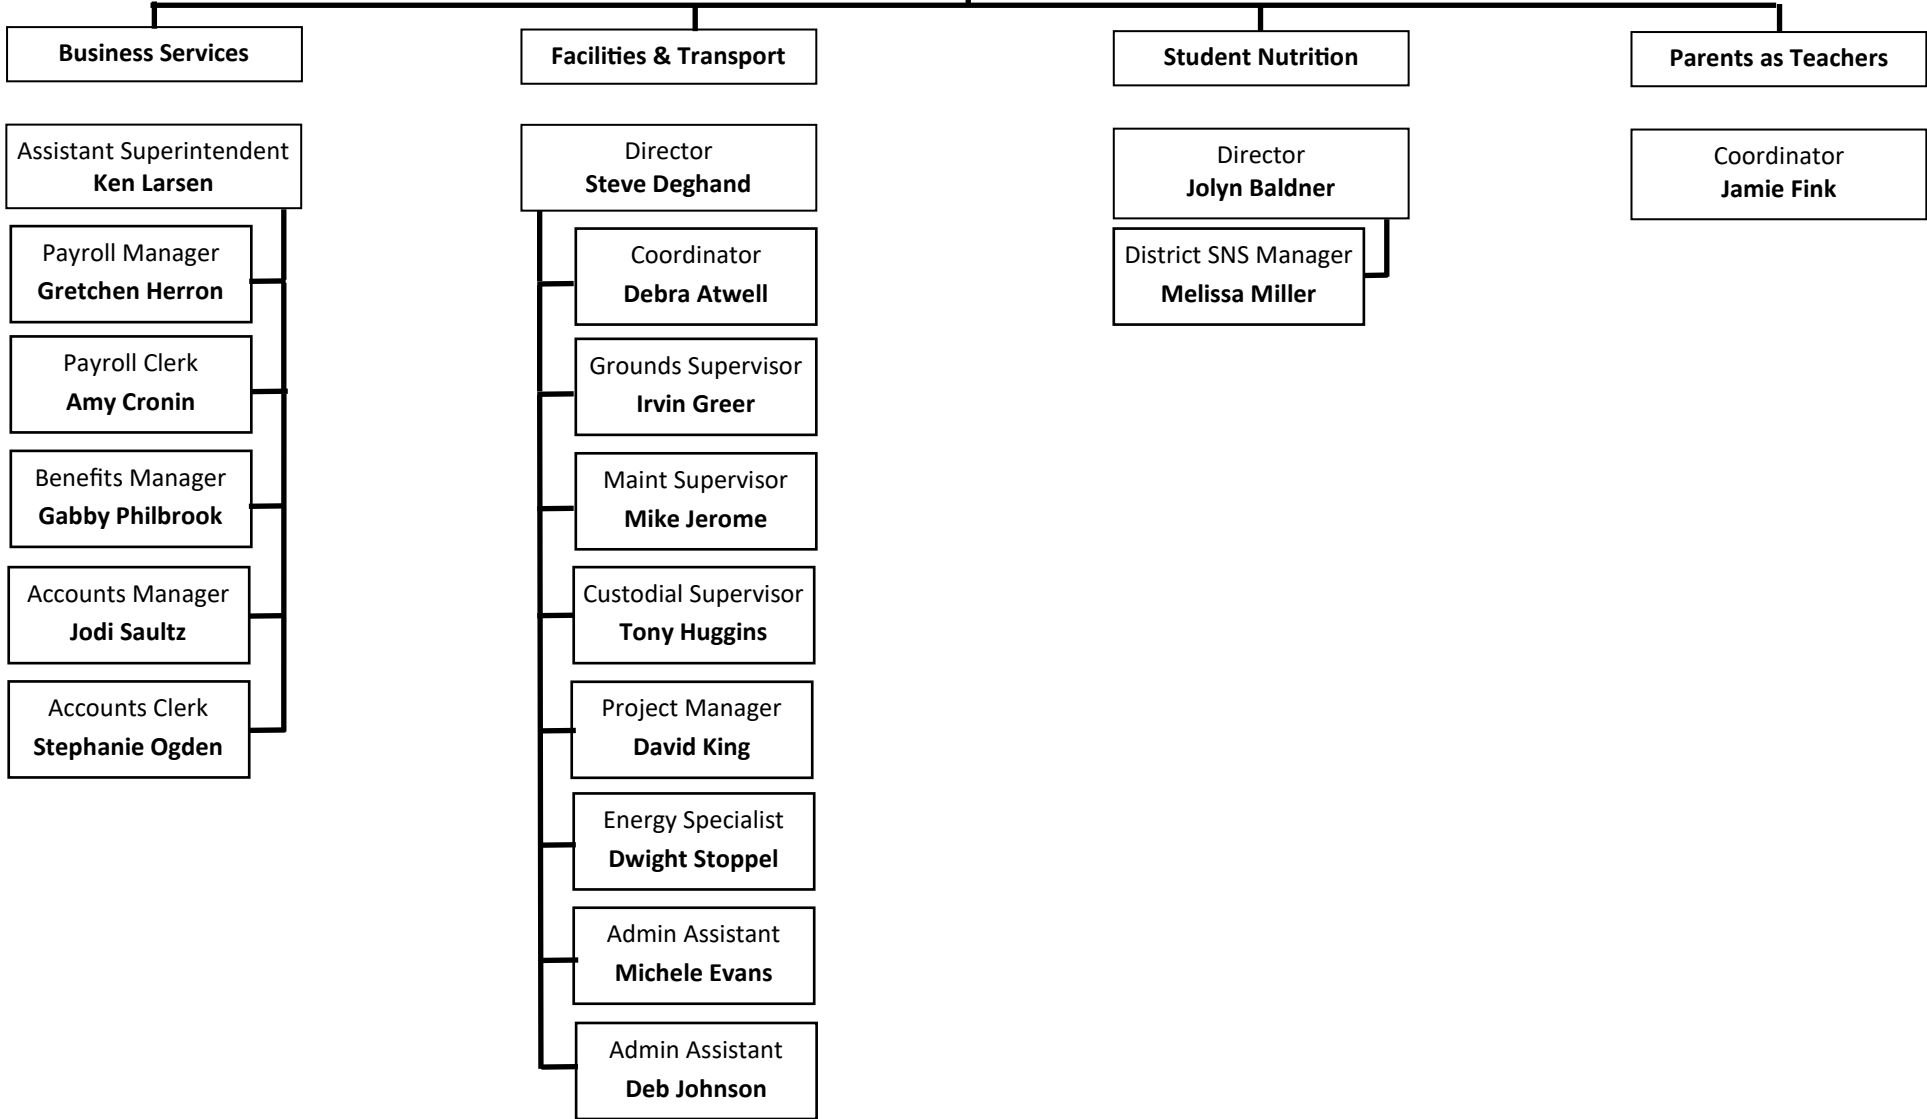 Business Services
Assistant Superintendent
Ken Larsen
Payroll Manager
Gretchen Herron
Payroll Clerk
Amy Cronin
Benefits Manager
Gabby Philbrook
Accounts Manager
Jodi Saultz
Accounts Clerk
Stephanie Ogden
Facilities & Transport
Director
Steve Deghand
Coordinator
Debra Atwell
Grounds Supervisor
Irvin Greer
Maint Supervisor
Mike Jerome
Custodial Supervisor
Tony Huggins
Project Manager
David King
Energy Specialist
Dwight Stoppel
Admin Assistant
Michele Evans
Admin Assistant
Deb Johnson
Student Nutrition
Director
Jolyn Baldner
District SNS Manager
Melissa Miller
Parents as Teachers
Coordinator
Jamie Fink